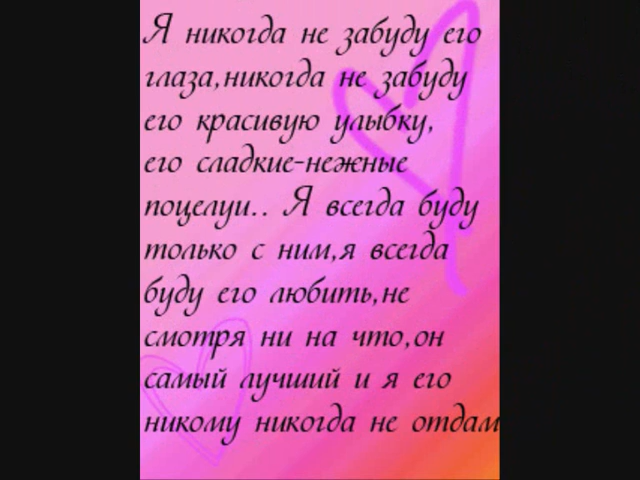 Я никогда не забуду его
глаза,никогда не забуду
его красивую улыбку,
его сладкие-нежные
поцелуи.. Я всегда буду
только с ним,я всегда
буду его любить,не
смотря ни на что,он
самый лучший и я его
никому никогда не отдам